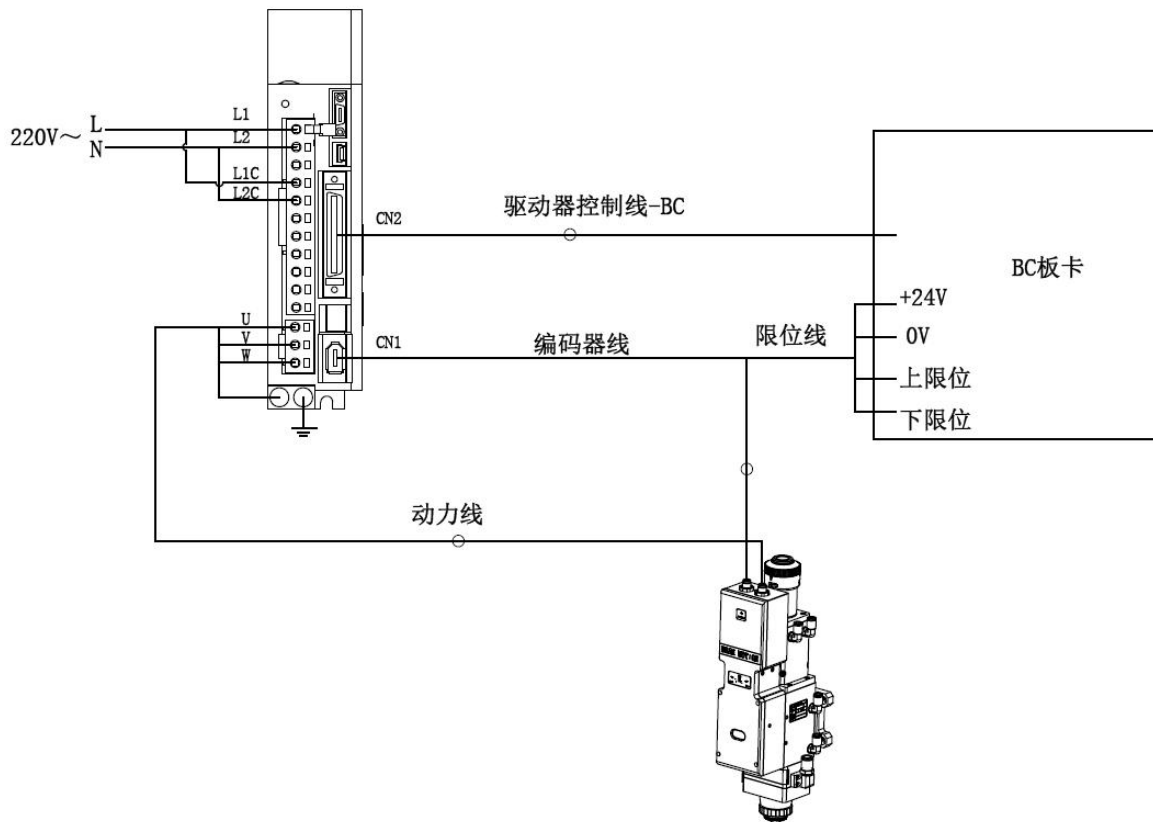 220V～
L
N
L1
L2
L1C
L2C
CN2
驱动器控制线-BC
BC板卡
+24V
0V
上限位
下限位
U
V
W
CN1
编码器线
限位线
动力线